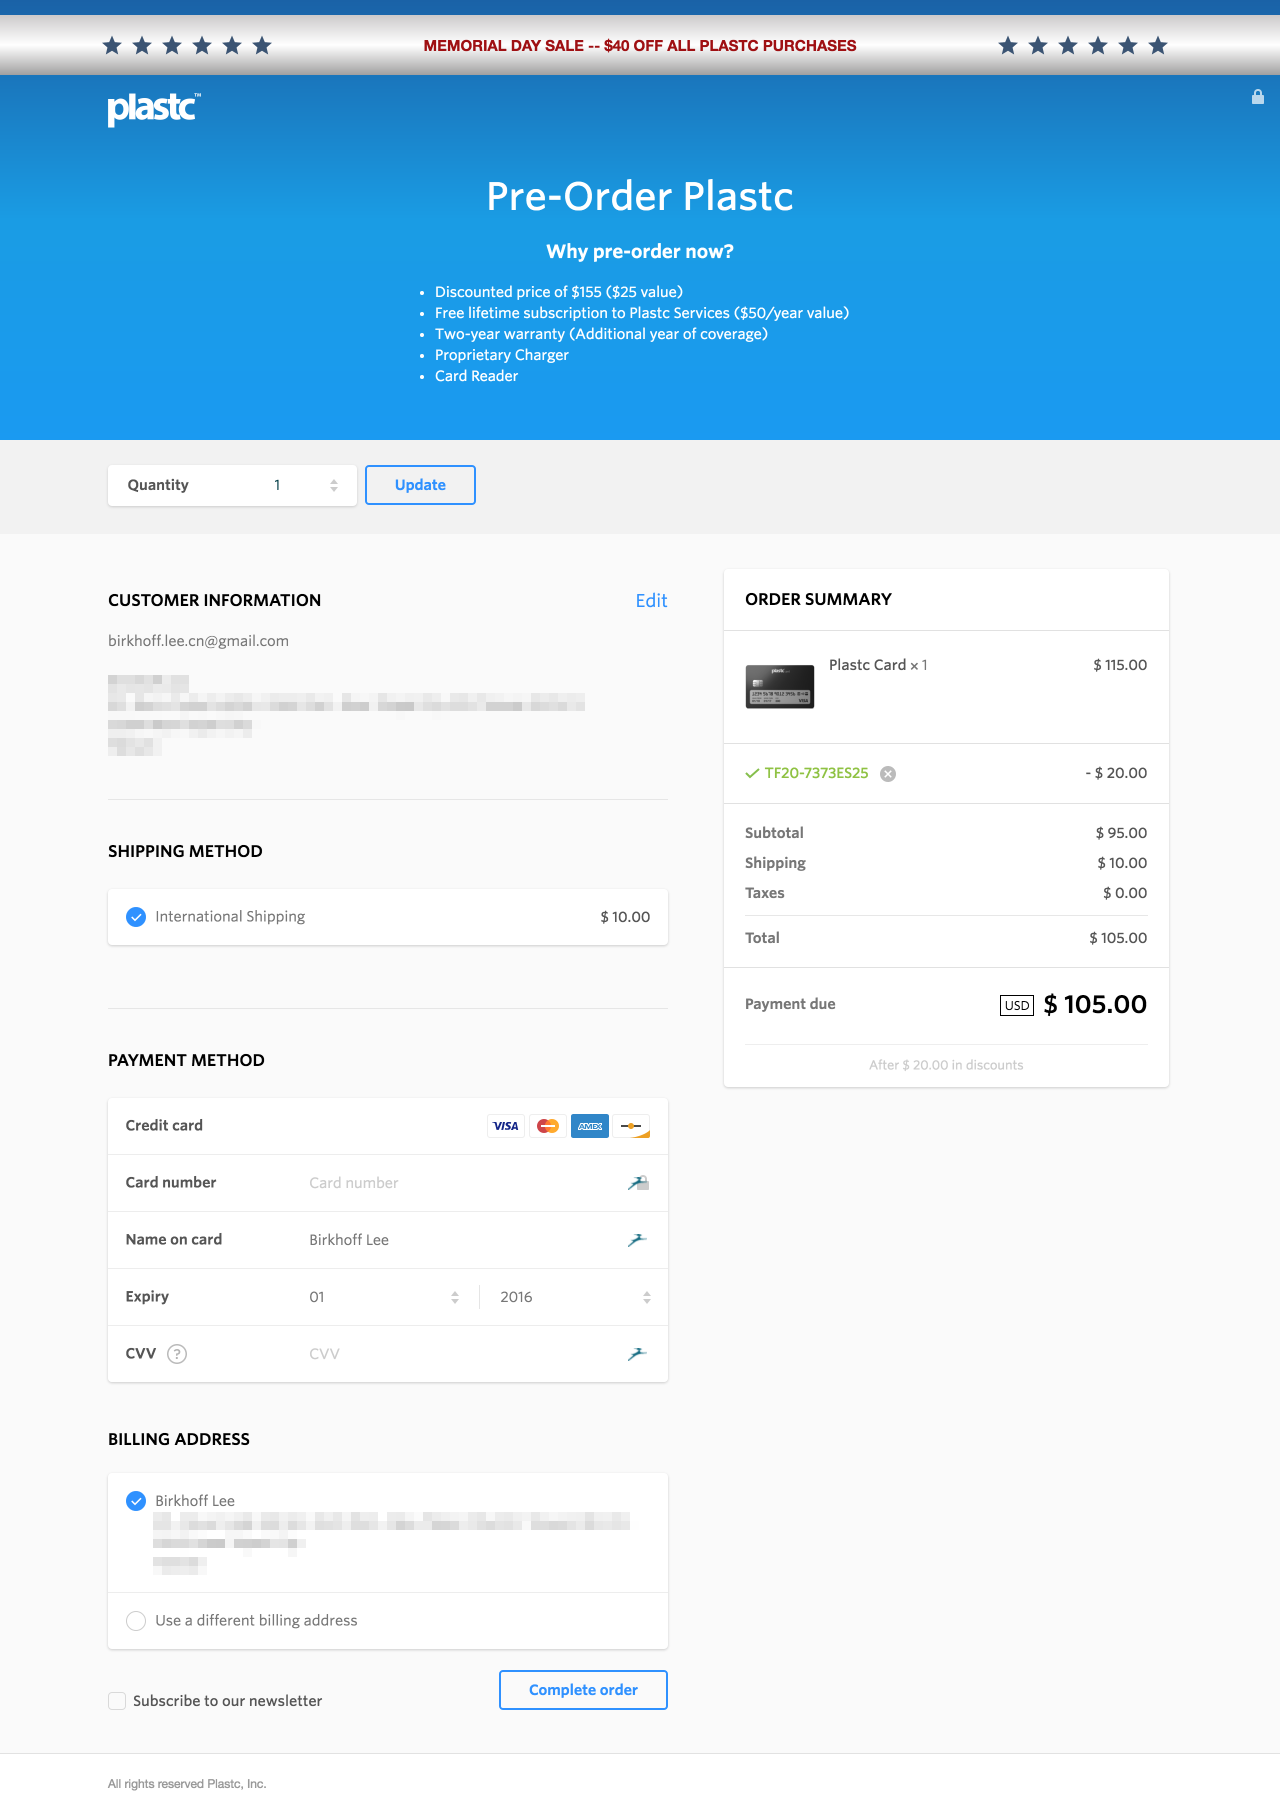 MEMORIAL DAY SALE -- $40 OFF ALL PLASTC PURCHASES
plastc™
Pre-Order Plastc
Why pre-order now?
• Discounted price of $155 ($25 value)
• Free lifetime subscription to Plastc Services ($50/year value)
• Two-year warranty (Additional year of coverage)
• Proprietary Charger
• Card Reader
Quantity 1 Update
CUSTOMER INFORMATION Edit
birkhoff.lee.cn@gmail.com
SHIPPING METHOD
International Shipping $ 10.00
PAYMENT METHOD
Credit card VISA AMEX
Card number Card number
Name on card Birkhoff Lee
Expiry 01 2016
CVV ? CVV
BILLING ADDRESS
Birkhoff Lee
Use a different billing address
Subscribe to our newsletter Complete order
ORDER SUMMARY
plastc
VISA
Plastc Card × 1 $ 115.00
TF20-7373ES25 - $ 20.00
Subtotal $ 95.00
Shipping $ 10.00
Taxes $ 0.00
Total $ 105.00
Payment due USD $ 105.00
After $ 20.00 in discounts
All rights reserved Plastc, Inc.